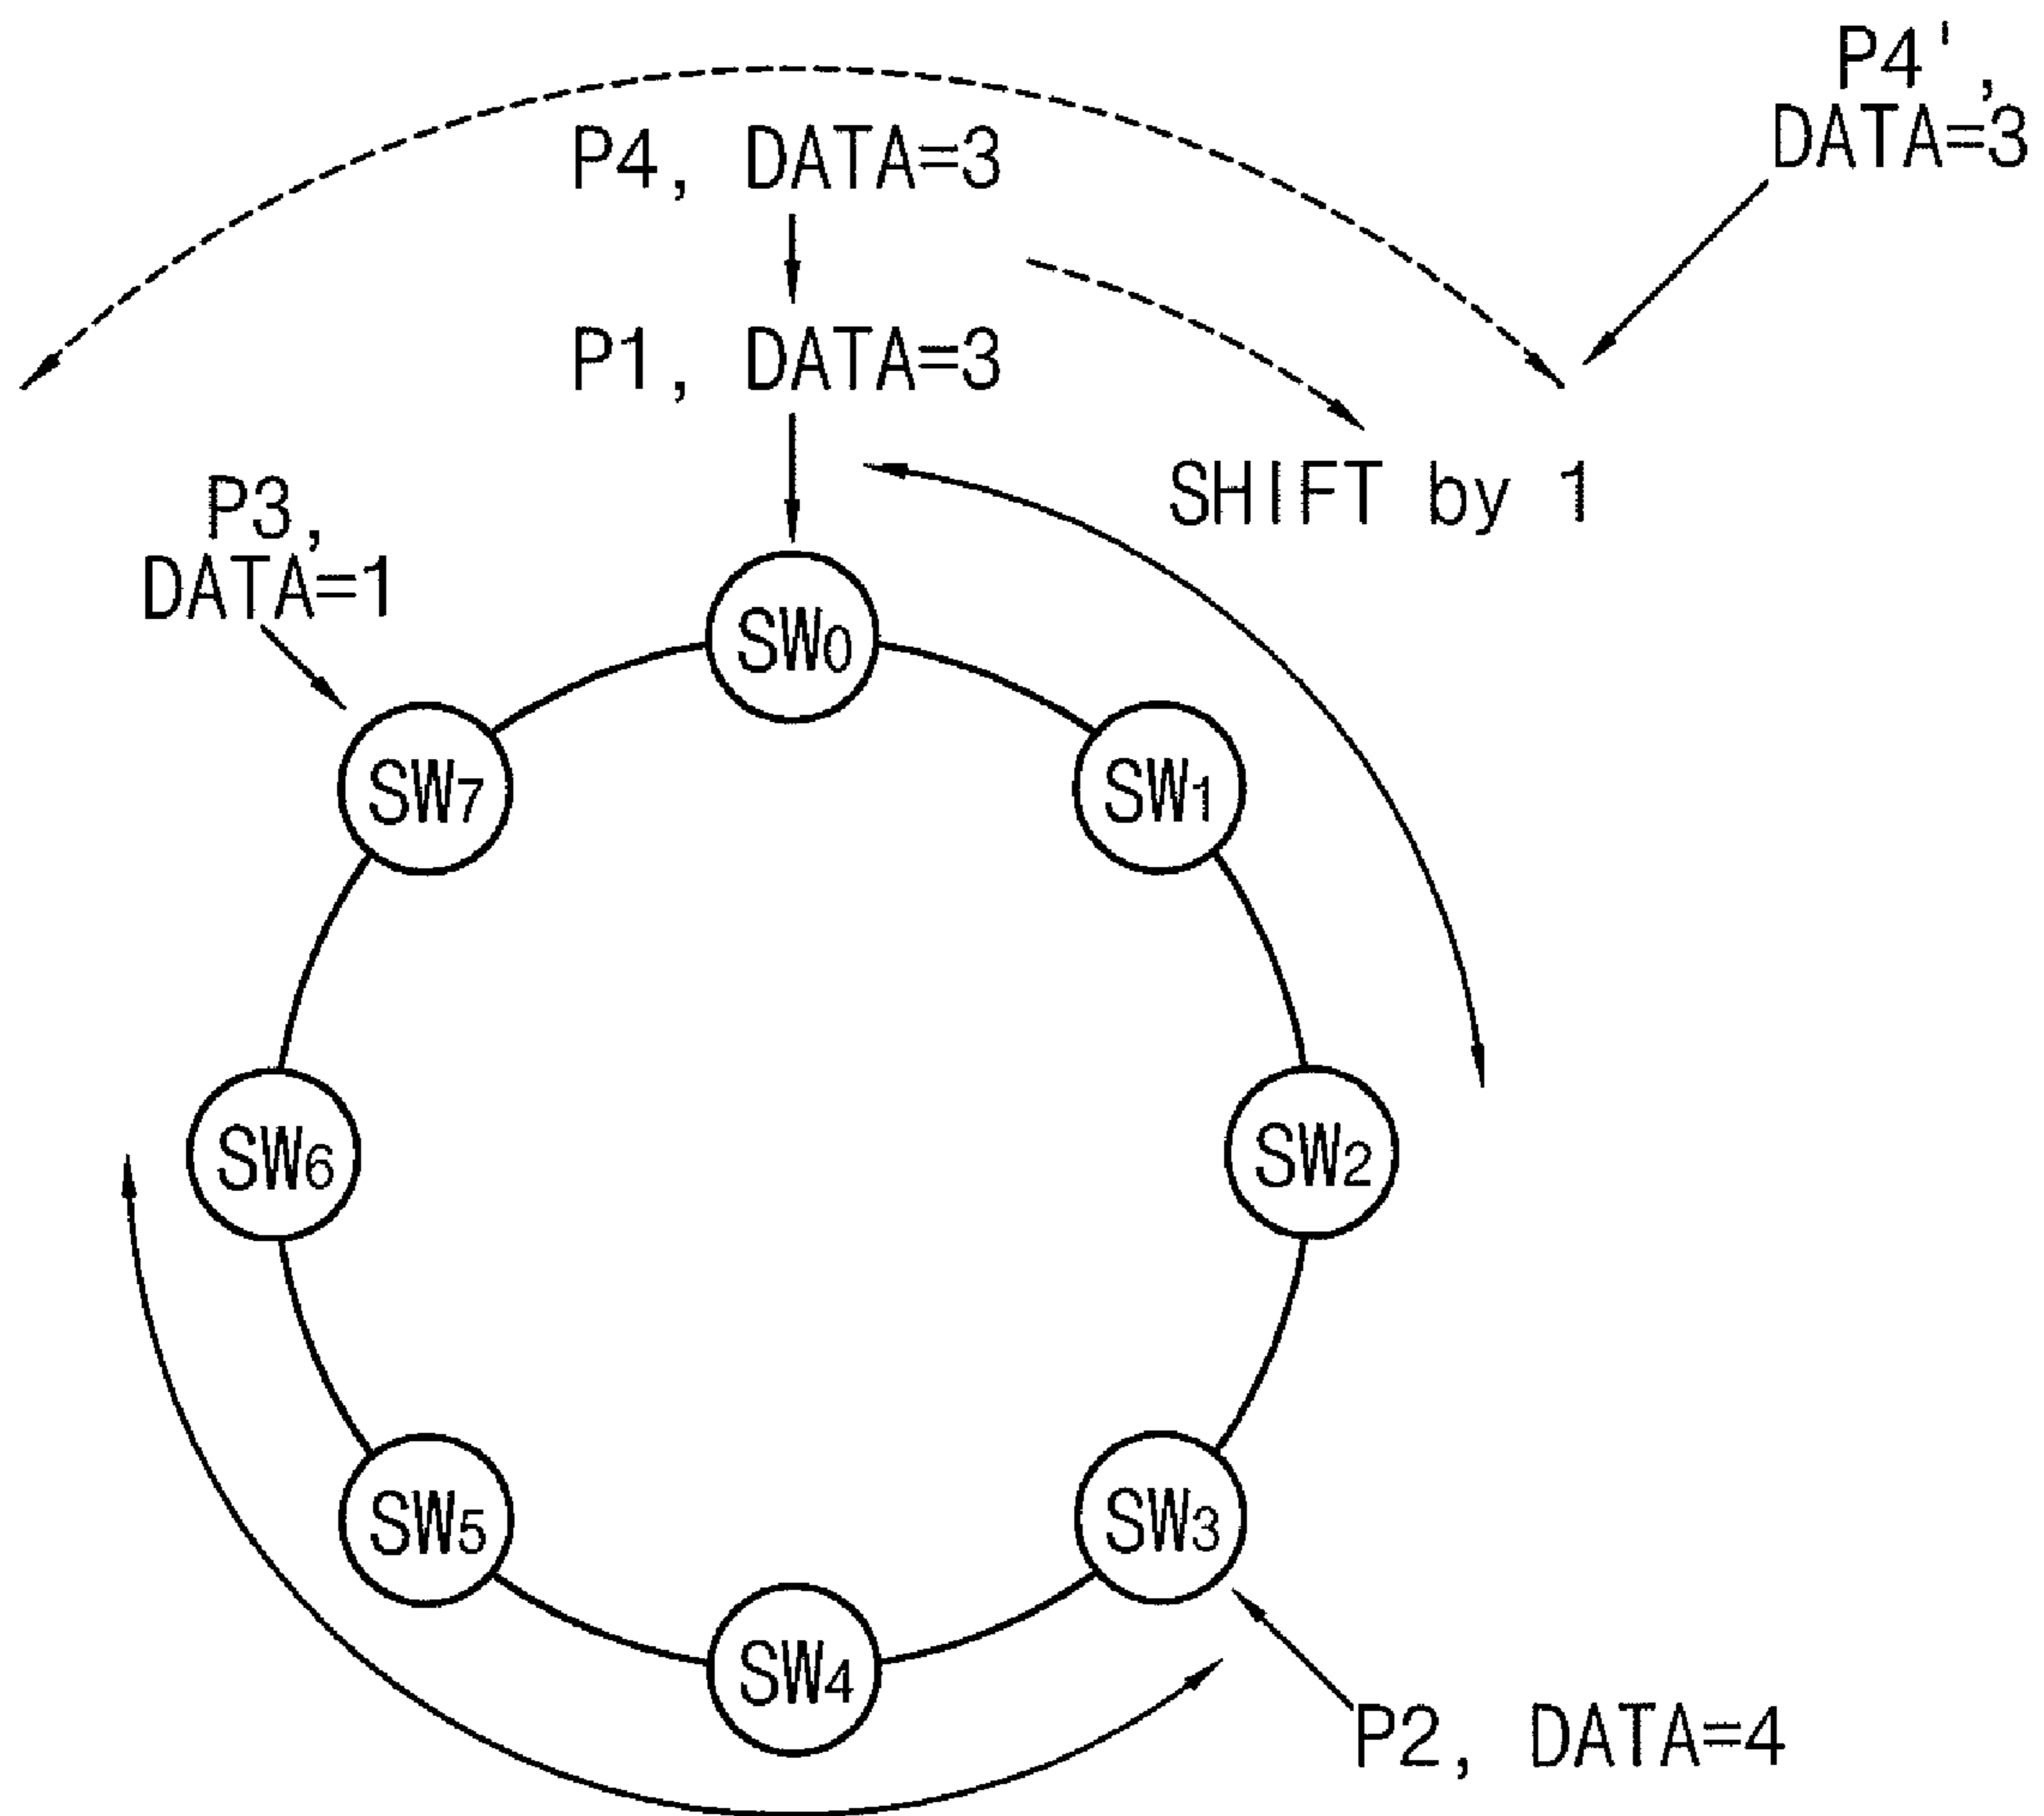 P4',
DATA=3
P4, DATA=3
P1, DATA=3
SHIFT by 1
P3,
DATA=1
SW0
SW7
SW1
SW6
SW2
SW5
SW3
SW4
P2, DATA=4